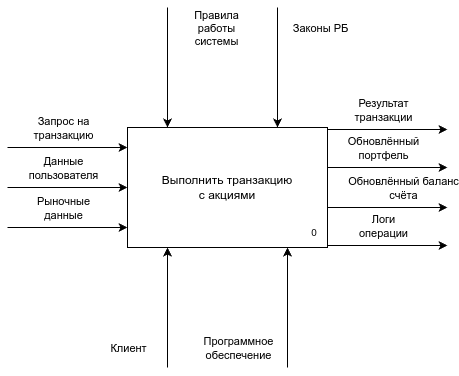 Правила
работы
системы
Законы РБ
Запрос на
транзакцию
Данные
пользователя
Рыночные
данные
Выполнить транзакцию
с акциями
0
Результат
транзакции
Обновлённый
портфель
Обновлённый баланс
счёта
Логи
операции
Клиент
Программное
обеспечение